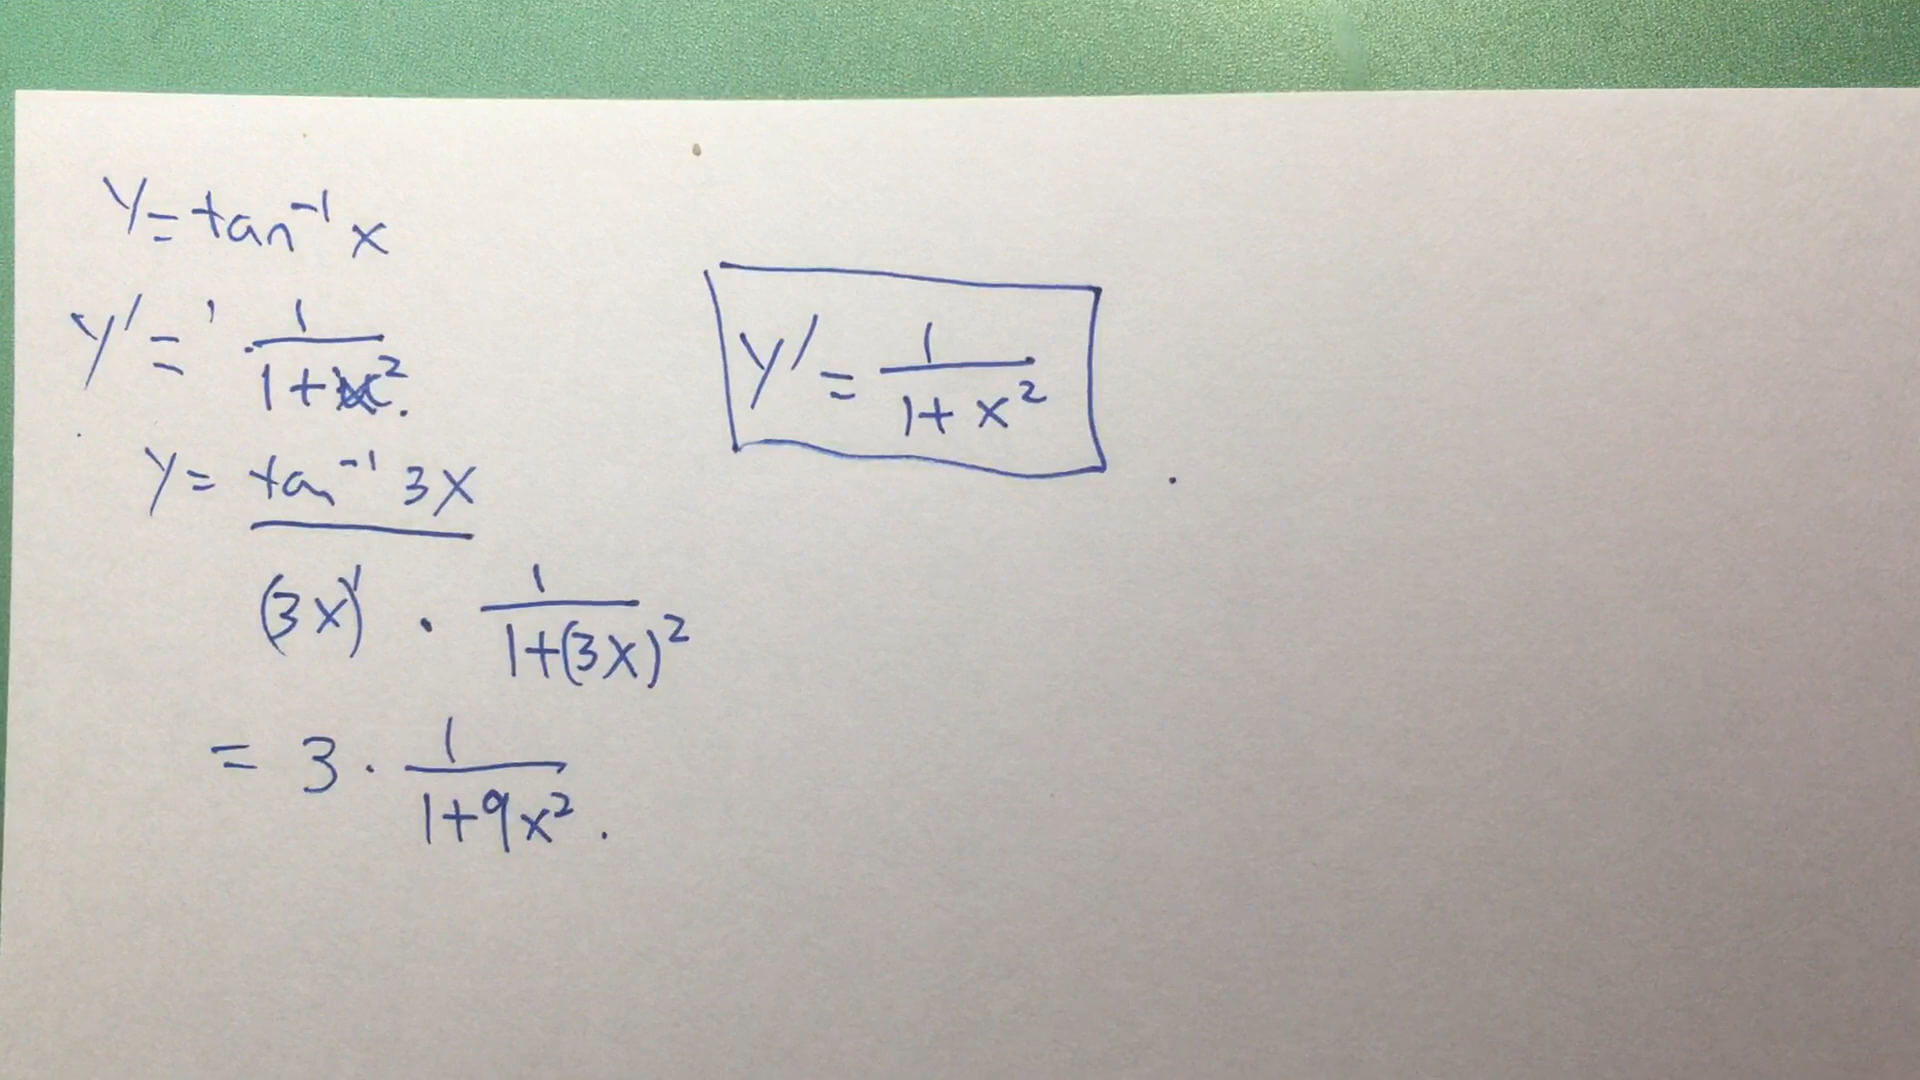 y = tan⁻¹ x
y' = 1/(1+x²).
y' = 1/(1+x²)
y = tan⁻¹ 3x
(3x)' · 1/(1+(3x)²)
= 3 · 1/(1+9x²).